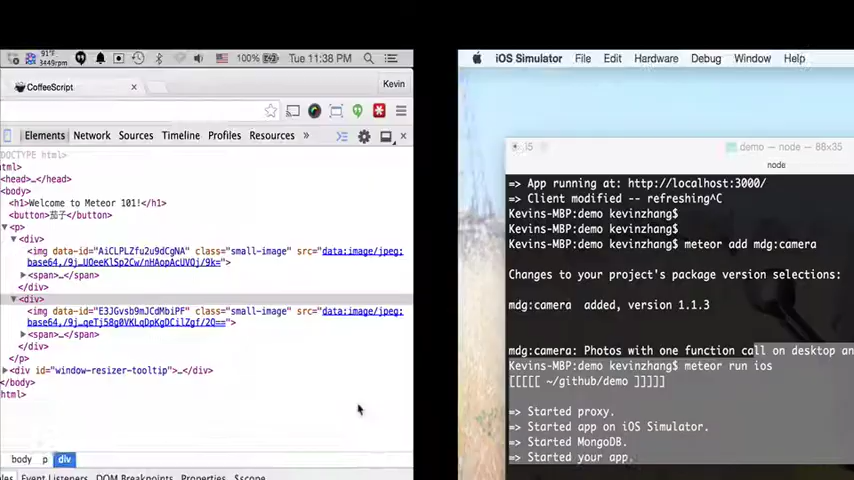 91°F
3449rpm
100%
Tue 11:38 PM
CoffeeScript
Kevin
Elements Network Sources Timeline Profiles Resources »
DOCTYPE html>
html>
<head>…</head>
<body>
<h1>Welcome to Meteor 101!</h1>
<button>茄子</button>
<p>
<div>
<img data-id="AiCLPLZfu2u9dCgNA" class="small-image" src="data:image/jpeg;
base64,/9j…UOeeKlSp2Cw/nHAopAcUVQj/9k=">
<span>…</span>
</div>
<div>
<img data-id="E3JGvsb9mJCdMbiPF" class="small-image" src="data:image/jpeg;
base64,/9j…qeTj58g0VKLqDpKgDCilZgf/2Q==">
<span>…</span>
</div>
</p>
<div id="window-resizer-tooltip">…</div>
</body>
html>
body p div
Event Listeners DOM Breakpoints Properties $scope
iOS Simulator File Edit Hardware Debug Window Help
demo — node — 88x35
node
=> App running at: http://localhost:3000/
=> Client modified -- refreshing^C
Kevins-MBP:demo kevinzhang$
Kevins-MBP:demo kevinzhang$
Kevins-MBP:demo kevinzhang$ meteor add mdg:camera
Changes to your project's package version selections:
mdg:camera added, version 1.1.3
mdg:camera: Photos with one function call on desktop an
Kevins-MBP:demo kevinzhang$ meteor run ios
[[[[[ ~/github/demo ]]]]]
=> Started proxy.
=> Started app on iOS Simulator.
=> Started MongoDB.
=> Started your app.